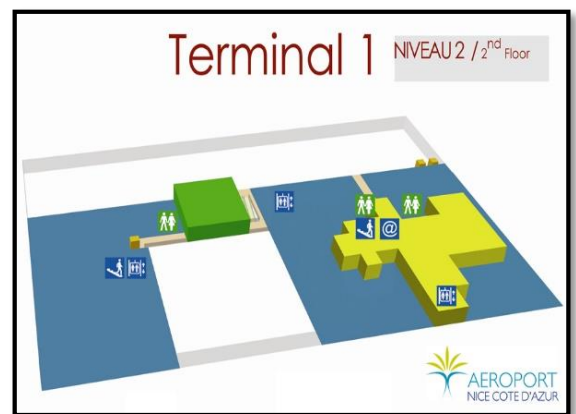 Terminal 1
NIVEAU 2 / 2nd Floor
@
AEROPORT
NICE COTE D'AZUR